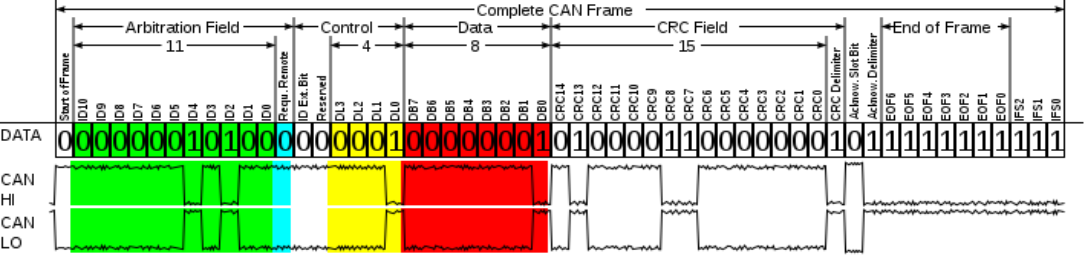 Complete CAN Frame
Arbitration Field Control Data CRC Field End of Frame
11 4 8 15
Start of Frame ID10 ID9 ID8 ID7 ID6 ID5 ID4 ID3 ID2 ID1 ID0 Requ. Remote ID Ext. Bit Reserved DL3 DL2 DL1 DL0 DB7 DB6 DB5 DB4 DB3 DB2 DB1 DB0 CRC14 CRC13 CRC12 CRC11 CRC10 CRC9 CRC8 CRC7 CRC6 CRC5 CRC4 CRC3 CRC2 CRC1 CRC0 CRC Delimiter Acknow. Slot Bit Acknow. Delimiter EOF6 EOF5 EOF4 EOF3 EOF2 EOF1 EOF0 IFS2 IFS1 IFS0
DATA 0 0 0 0 0 0 0 1 0 1 0 0 0 0 0 0 0 0 1 0 0 0 0 0 0 0 1 0 1 0 0 0 0 1 1 0 0 0 0 0 0 0 1 0 1 1 1 1 1 1 1 1 1 1 1
CAN
HI
CAN
LO